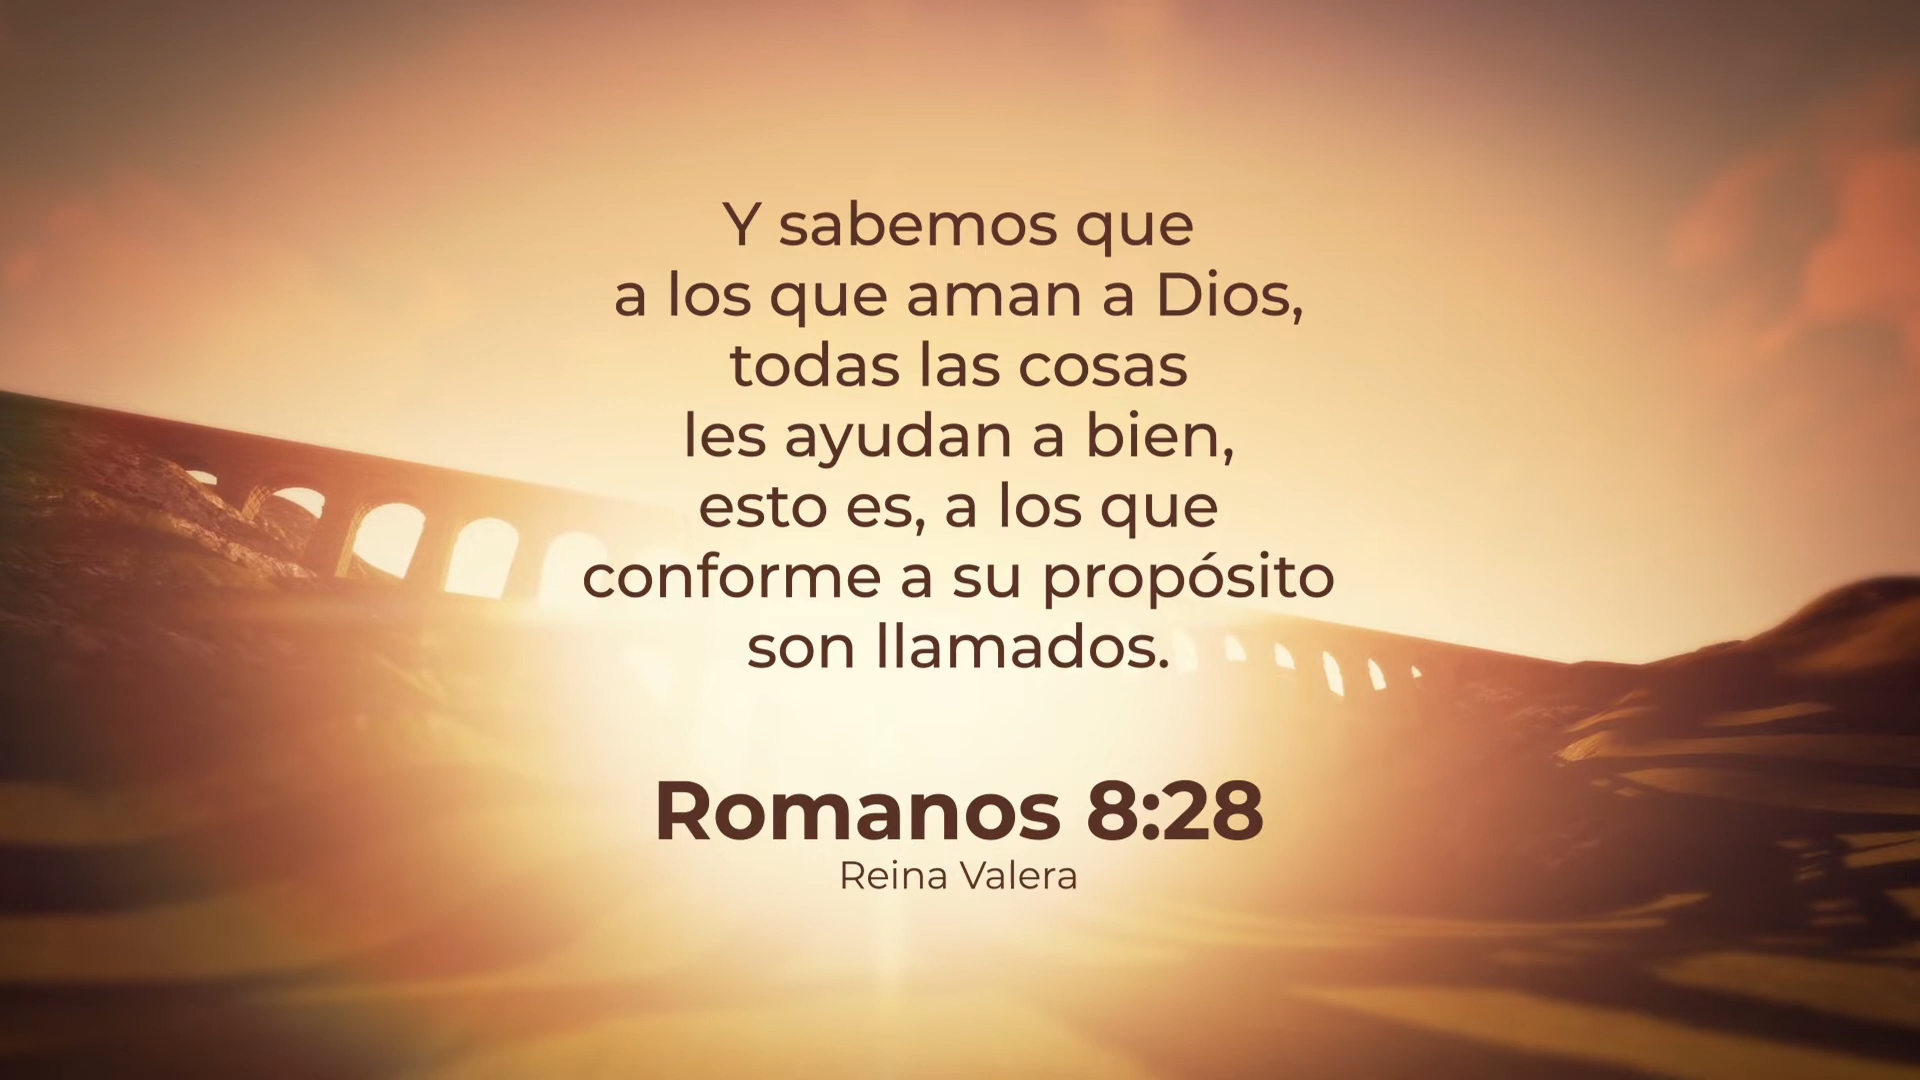 Y sabemos que
a los que aman a Dios,
todas las cosas
les ayudan a bien,
esto es, a los que
conforme a su propósito
son llamados.
Romanos 8:28
Reina Valera